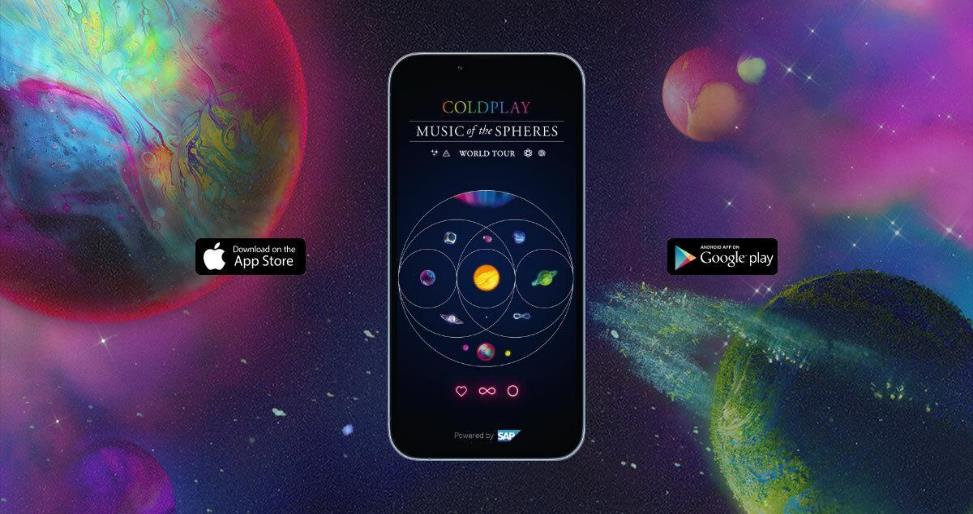 COLDPLAY
MUSIC of the SPHERES
WORLD TOUR
Download on the
App Store
ANDROID APP ON
Google play
Powered by SAP